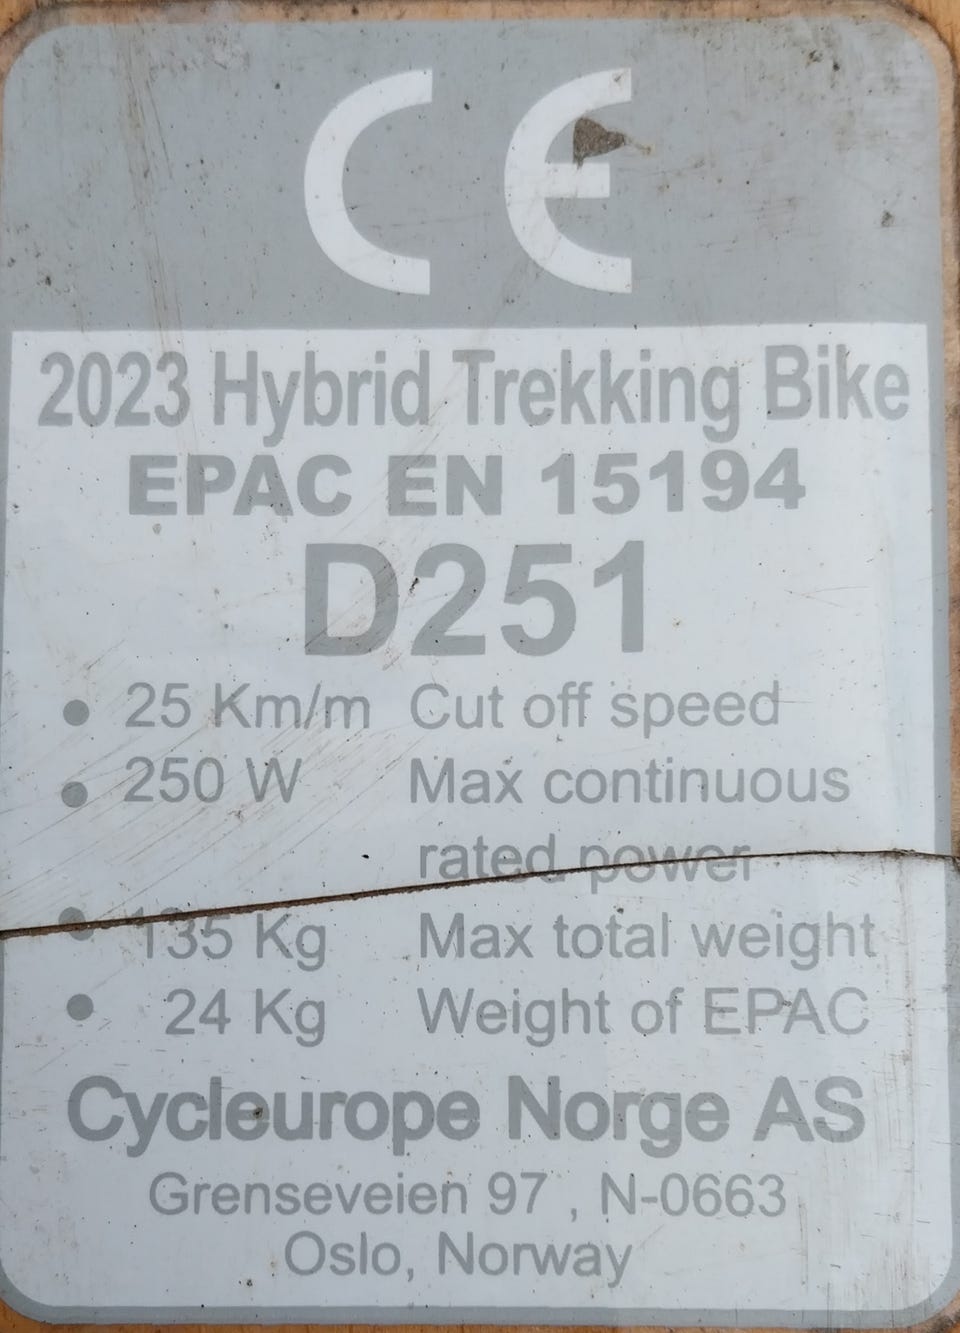 CE
2023 Hybrid Trekking Bike
EPAC EN 15194
D251
• 25 Km/m Cut off speed
• 250 W Max continuous
rated power
• 135 Kg Max total weight
• 24 Kg Weight of EPAC
Cycleurope Norge AS
Grenseveien 97 , N-0663
Oslo, Norway